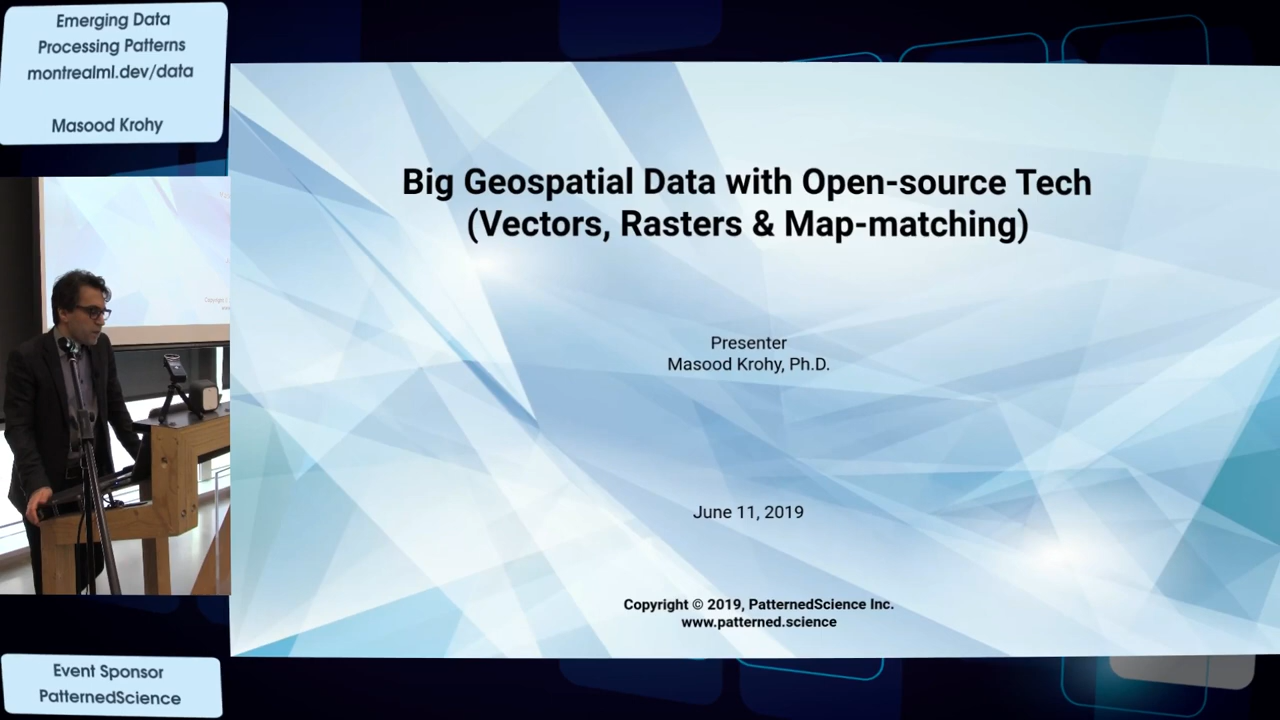 Emerging Data
Processing Patterns
montrealml.dev/data
Masood Krohy
Big Geospatial Data with Open-source Tech
(Vectors, Rasters & Map-matching)
Presenter
Masood Krohy, Ph.D.
June 11, 2019
Copyright © 2019, PatternedScience Inc.
www.patterned.science
Event Sponsor
PatternedScience